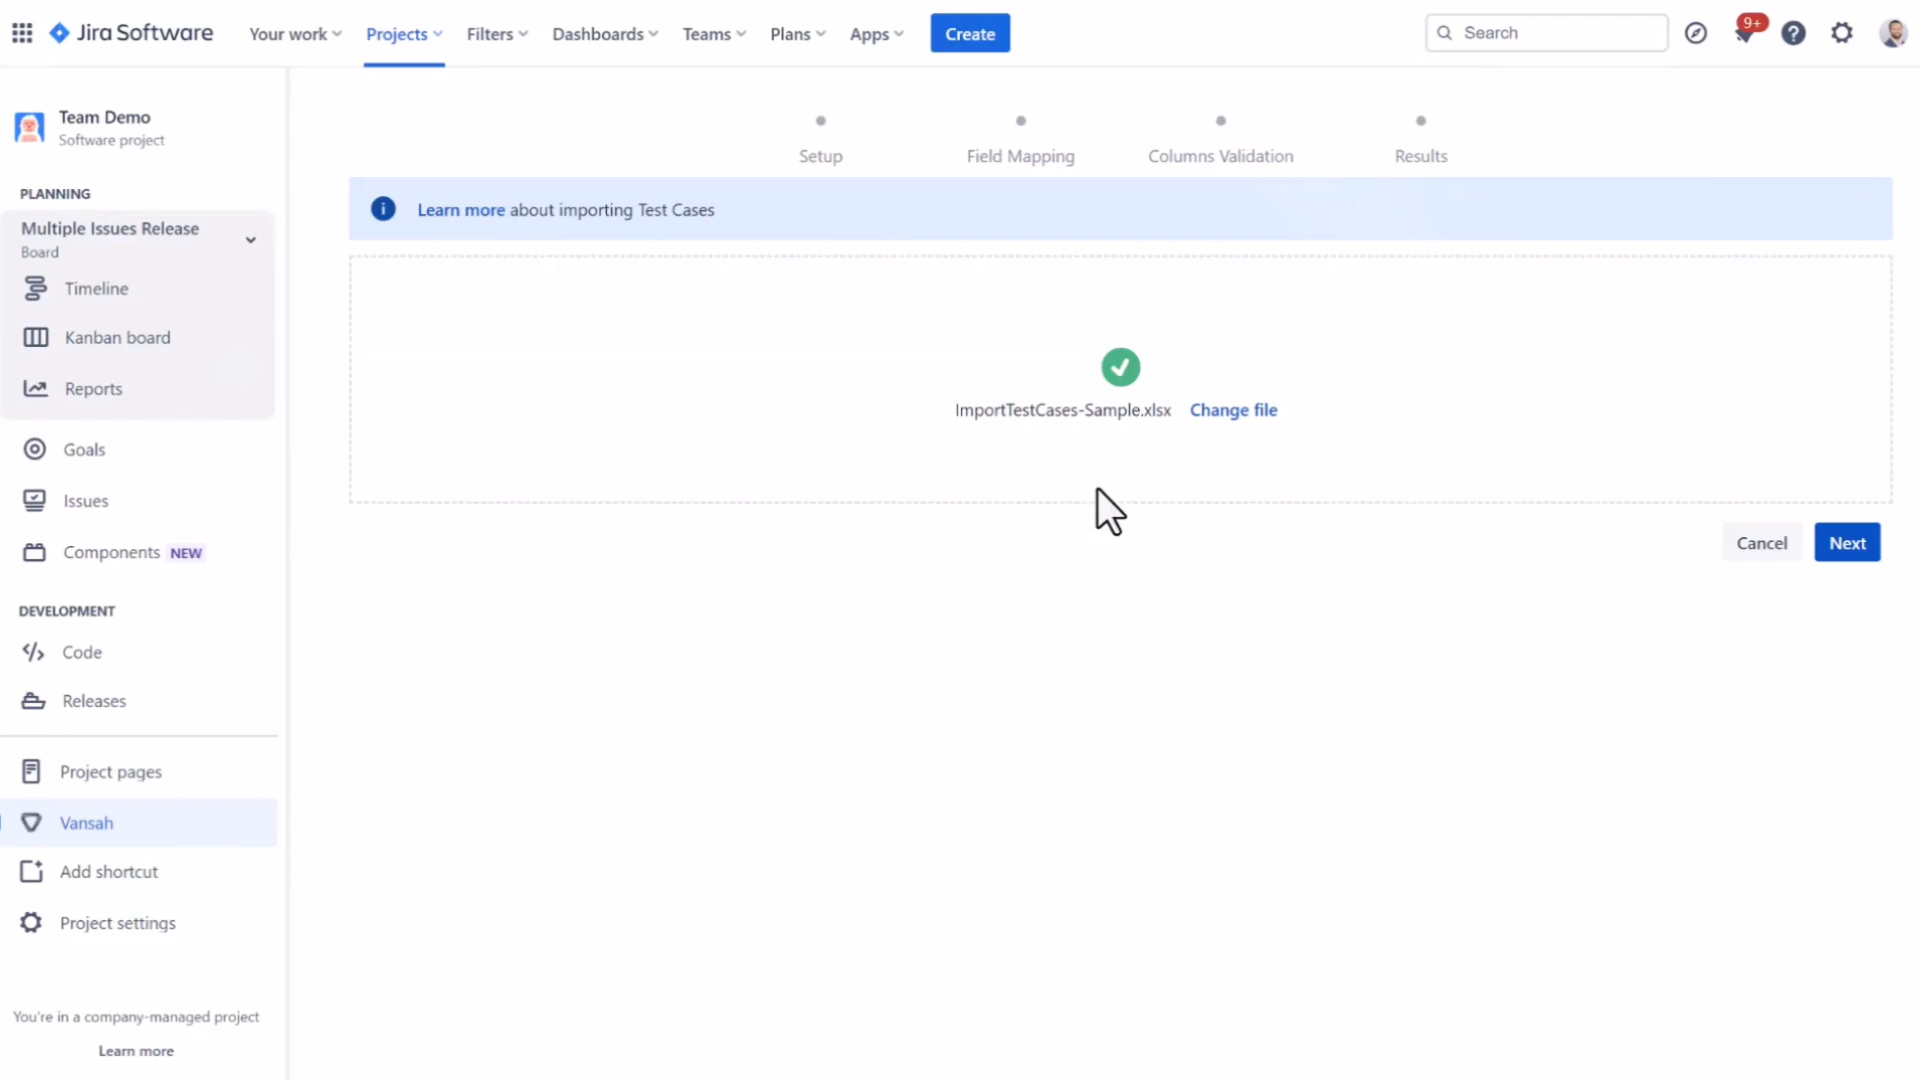 Jira Software Your work Projects Filters Dashboards Teams Plans Apps Create Search 9+
Team Demo
Software project
PLANNING
Multiple Issues Release
Board
Timeline
Kanban board
Reports
Goals
Issues
Components NEW
DEVELOPMENT
Code
Releases
Project pages
Vansah
Add shortcut
Project settings
You're in a company-managed project
Learn more
Setup Field Mapping Columns Validation Results
Learn more about importing Test Cases
ImportTestCases-Sample.xlsx Change file
Cancel Next